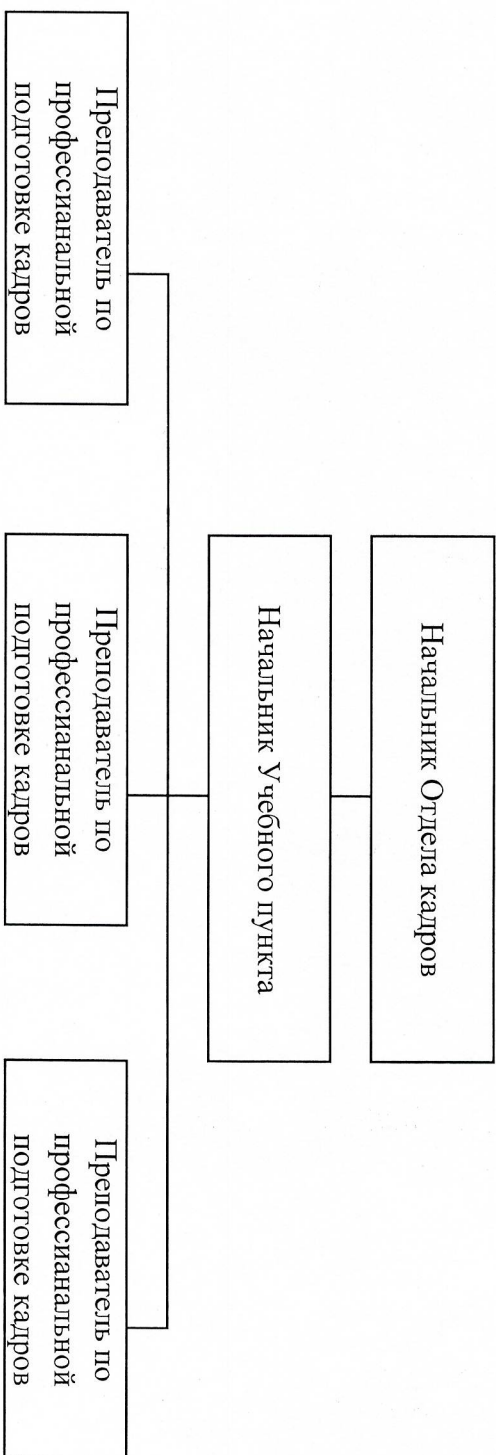 Начальник Отдела кадров
Начальник Учебного пункта
Преподаватель по
профессианальной
подготовке кадров
Преподаватель по
профессианальной
подготовке кадров
Преподаватель по
профессианальной
подготовке кадров